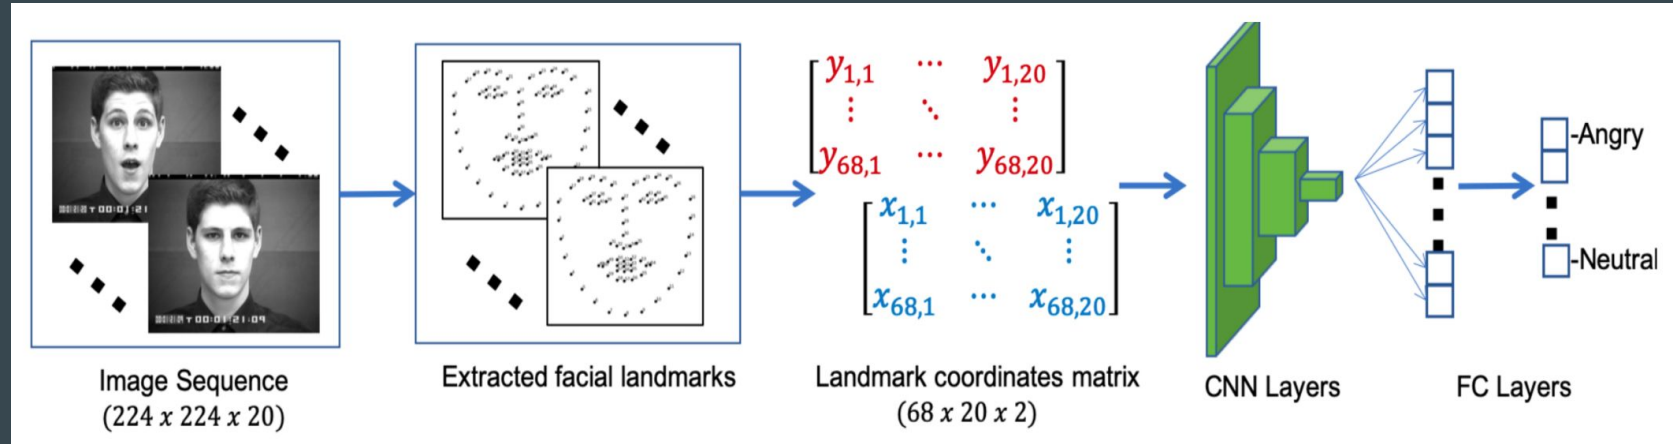 y1,1 ⋯ y1,20
⋮ ⋱ ⋮
y68,1 ⋯ y68,20
x1,1 ⋯ x1,20
⋮ ⋱ ⋮
x68,1 ⋯ x68,20
-Angry
-Neutral
Image Sequence
(224 x 224 x 20)
Extracted facial landmarks
Landmark coordinates matrix
(68 x 20 x 2)
CNN Layers
FC Layers